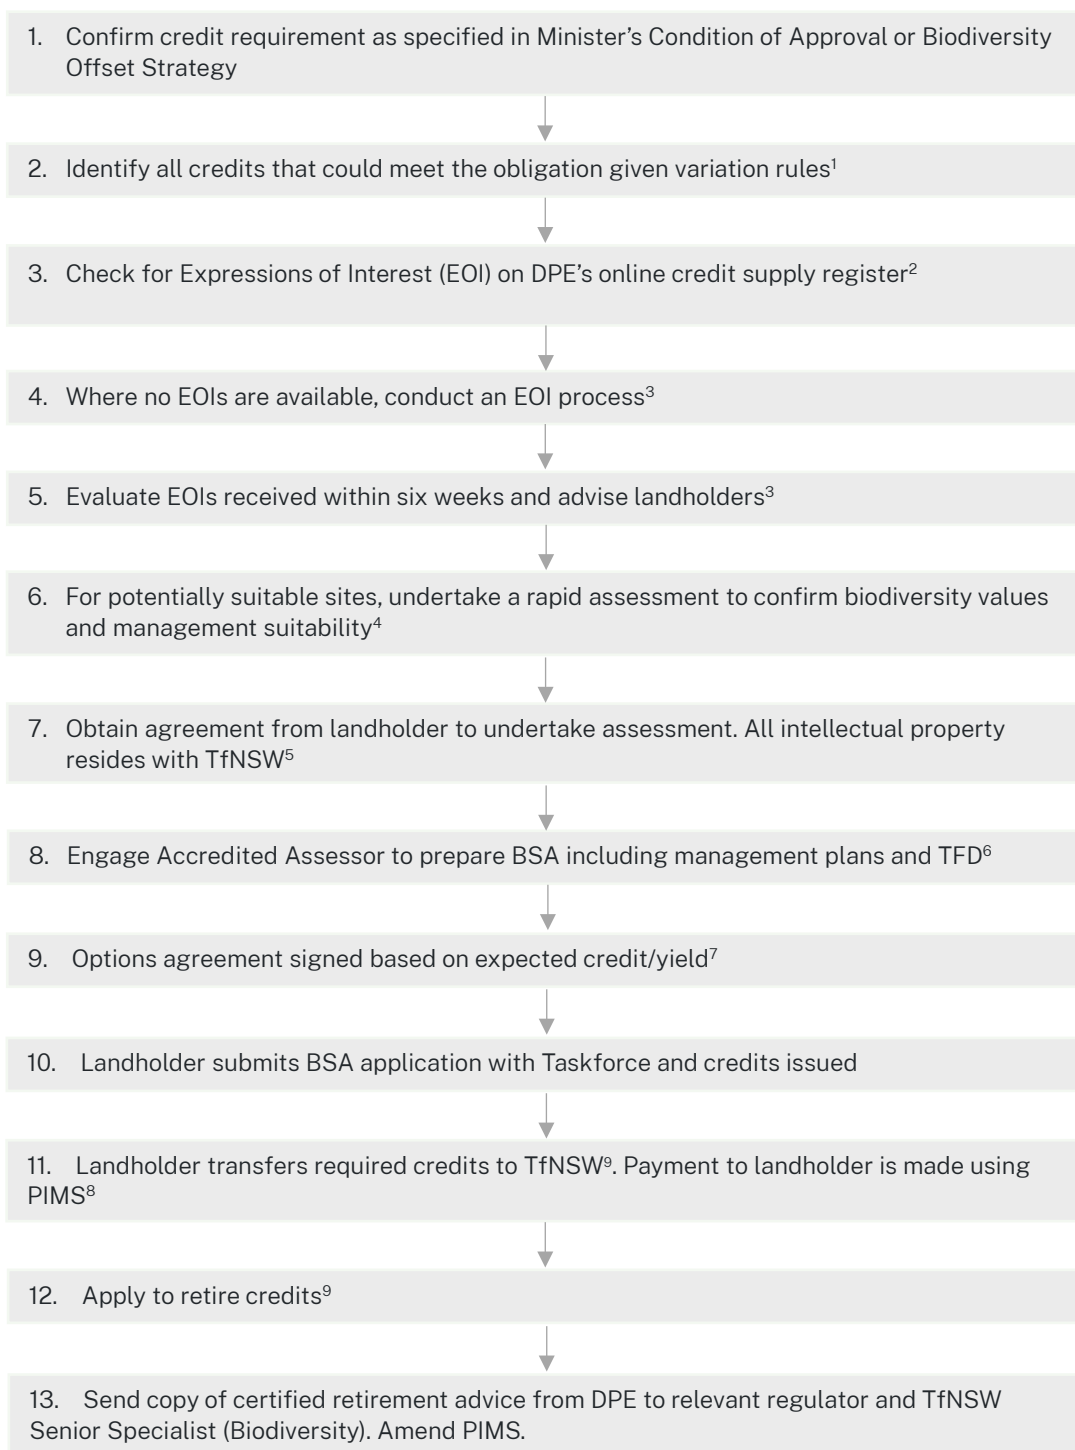 1. Confirm credit requirement as specified in Minister’s Condition of Approval or Biodiversity
Offset Strategy
2. Identify all credits that could meet the obligation given variation rules¹
3. Check for Expressions of Interest (EOI) on DPE’s online credit supply register²
4. Where no EOIs are available, conduct an EOI process³
5. Evaluate EOIs received within six weeks and advise landholders³
6. For potentially suitable sites, undertake a rapid assessment to confirm biodiversity values
and management suitability⁴
7. Obtain agreement from landholder to undertake assessment. All intellectual property
resides with TfNSW⁵
8. Engage Accredited Assessor to prepare BSA including management plans and TFD⁶
9. Options agreement signed based on expected credit/yield⁷
10. Landholder submits BSA application with Taskforce and credits issued
11. Landholder transfers required credits to TfNSW⁹. Payment to landholder is made using
PIMS⁸
12. Apply to retire credits⁹
13. Send copy of certified retirement advice from DPE to relevant regulator and TfNSW
Senior Specialist (Biodiversity). Amend PIMS.